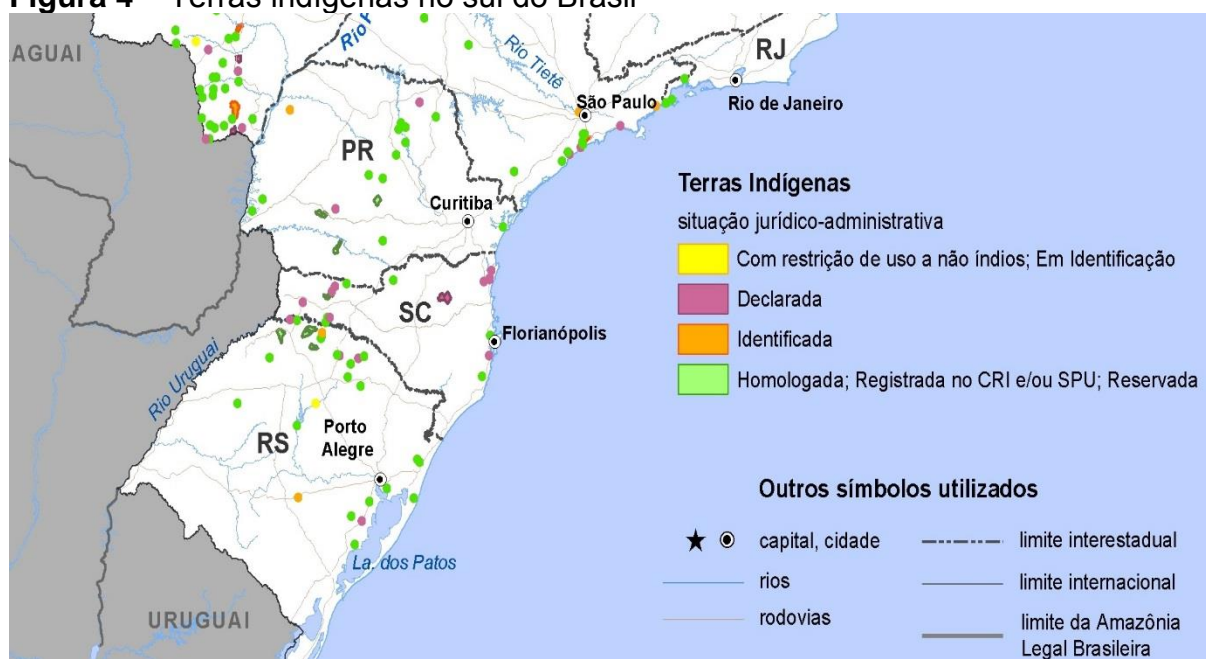 Figura 4 – Terras indígenas no sul do Brasil
AGUAI
Rio Tietê
RJ
São Paulo
Rio de Janeiro
PR
Curitiba
SC
Florianópolis
Rio Uruguai
RS
Porto
Alegre
La. dos Patos
URUGUAI
Terras Indígenas
situação jurídico-administrativa
Com restrição de uso a não índios; Em Identificação
Declarada
Identificada
Homologada; Registrada no CRI e/ou SPU; Reservada
Outros símbolos utilizados
capital, cidade
rios
rodovias
limite interestadual
limite internacional
limite da Amazônia
Legal Brasileira